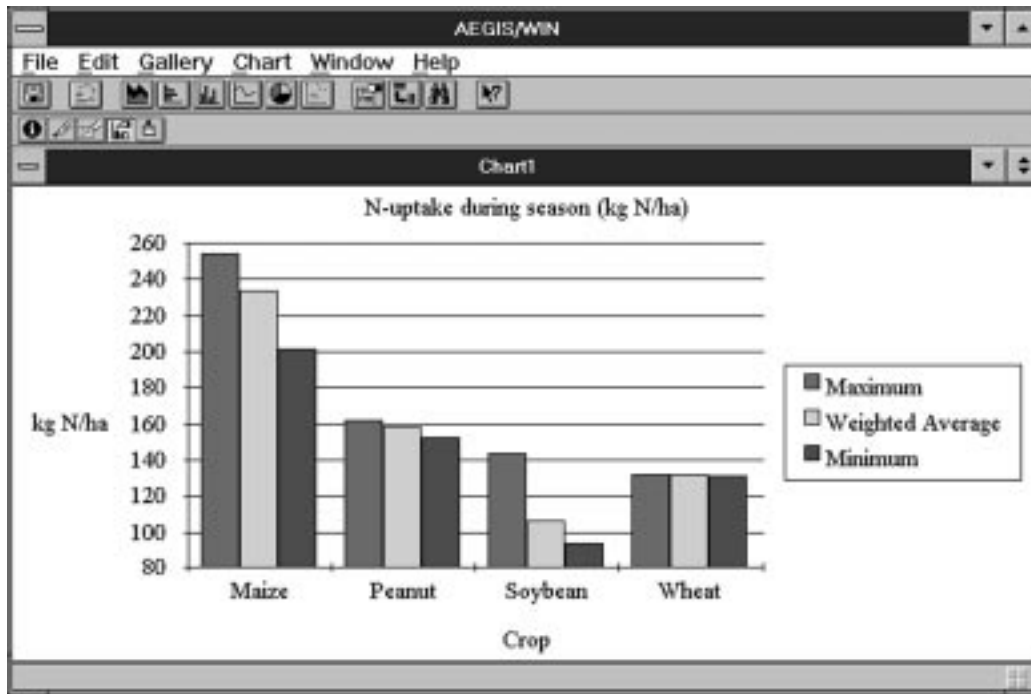 AEGIS/WIN
File Edit Gallery Chart Window Help
Chart1
N-uptake during season (kg N/ha)
260
240
220
200
180
160
140
120
100
80
kg N/ha
Maize Peanut Soybean Wheat
Crop
Maximum
Weighted Average
Minimum